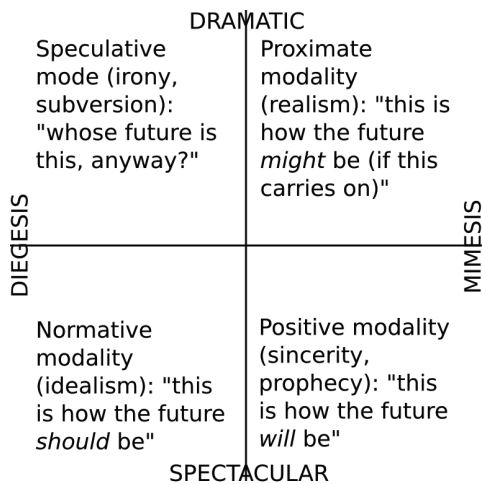 DRAMATIC
Speculative
mode (irony,
subversion):
"whose future is
this, anyway?"
Proximate
modality
(realism): "this is
how the future
might be (if this
carries on)"
DIEGESIS
MIMESIS
Normative
modality
(idealism): "this
is how the future
should be"
Positive modality
(sincerity,
prophecy): "this
is how the future
will be"
SPECTACULAR